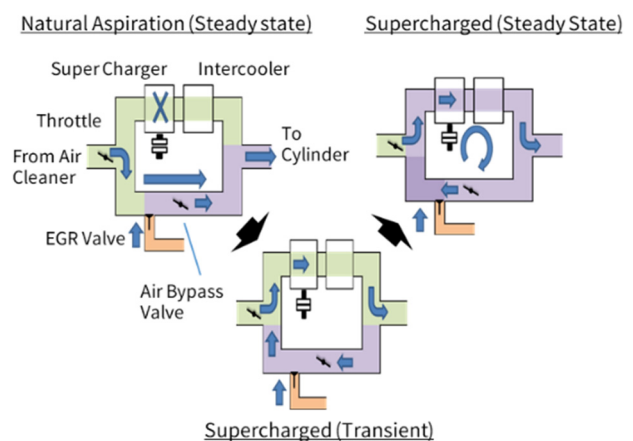 Natural Aspiration (Steady state)
Supercharged (Steady State)
Super Charger
Intercooler
Throttle
To
Cylinder
From Air
Cleaner
EGR Valve
Air Bypass
Valve
Supercharged (Transient)